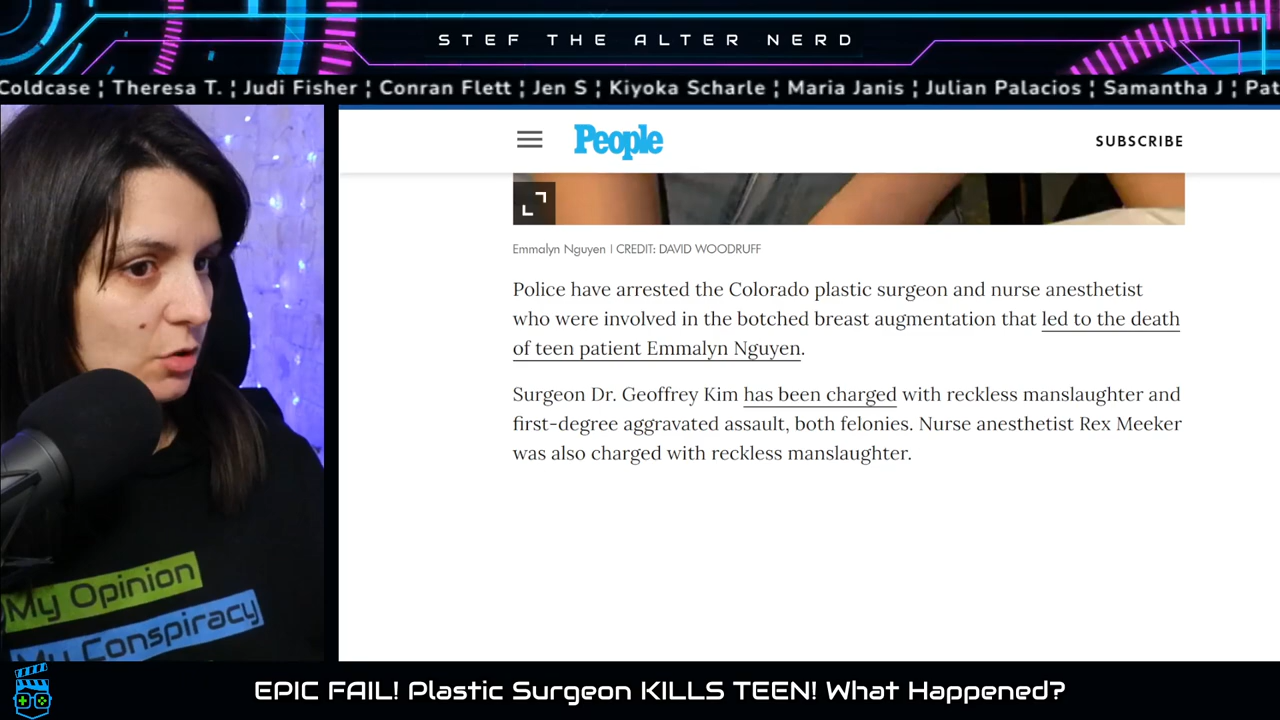 STEF THE ALTER NERD
Coldcase ¦ Theresa T. ¦ Judi Fisher ¦ Conran Flett ¦ Jen S ¦ Kiyoka Scharle ¦ Maria Janis ¦ Julian Palacios ¦ Samantha J ¦ Pat
People
SUBSCRIBE
Emmalyn Nguyen | CREDIT: DAVID WOODRUFF
Police have arrested the Colorado plastic surgeon and nurse anesthetist
who were involved in the botched breast augmentation that led to the death
of teen patient Emmalyn Nguyen.
Surgeon Dr. Geoffrey Kim has been charged with reckless manslaughter and
first-degree aggravated assault, both felonies. Nurse anesthetist Rex Meeker
was also charged with reckless manslaughter.
My Opinion
My Conspiracy
EPIC FAIL! Plastic Surgeon KILLS TEEN! What Happened?